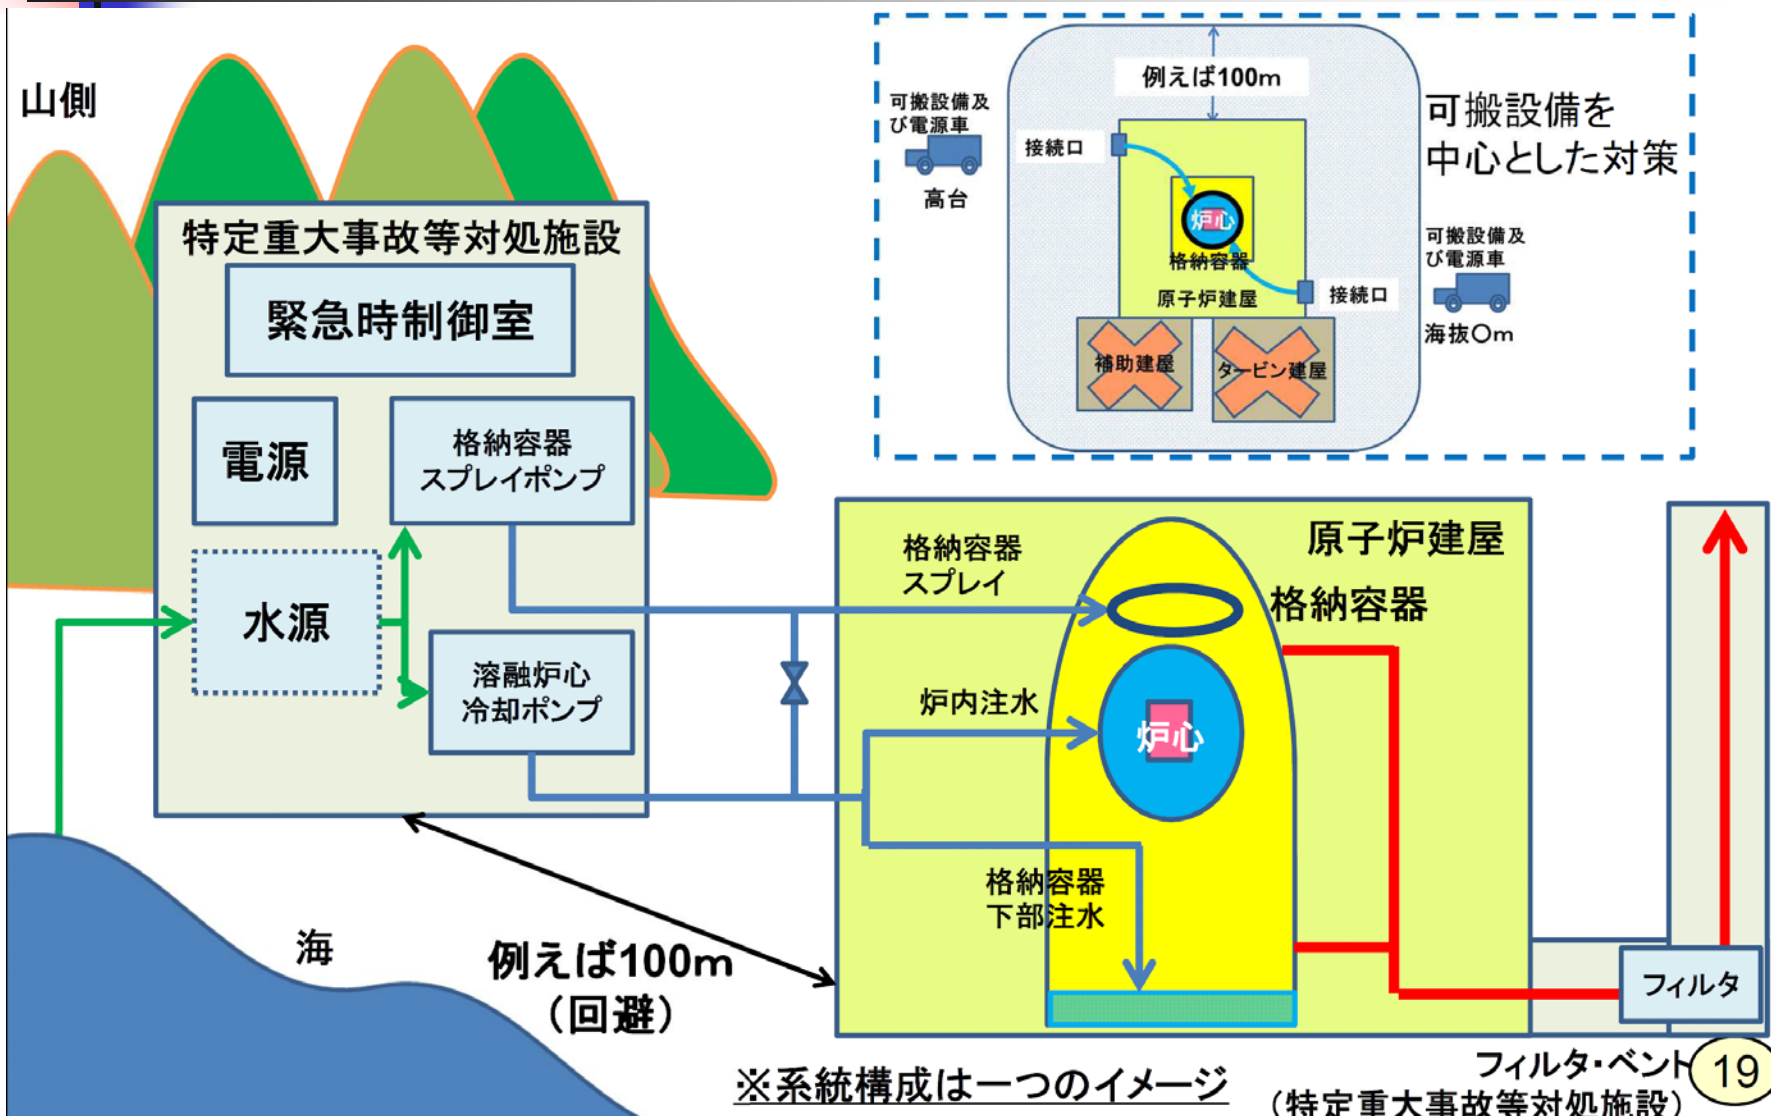 山側
特定重大事故等対処施設
緊急時制御室
電源
格納容器
スプレイポンプ
水源
溶融炉心
冷却ポンプ
海
例えば100m
（回避）
可搬設備及
び電源車
高台
例えば100m
接続口
炉心
格納容器
原子炉建屋
接続口
補助建屋
タービン建屋
可搬設備を
中心とした対策
可搬設備及
び電源車
海抜〇m
原子炉建屋
格納容器
格納容器
スプレイ
炉内注水
炉心
格納容器
下部注水
フィルタ
※系統構成は一つのイメージ
フィルタ・ベント
（特定重大事故等対処施設）
19